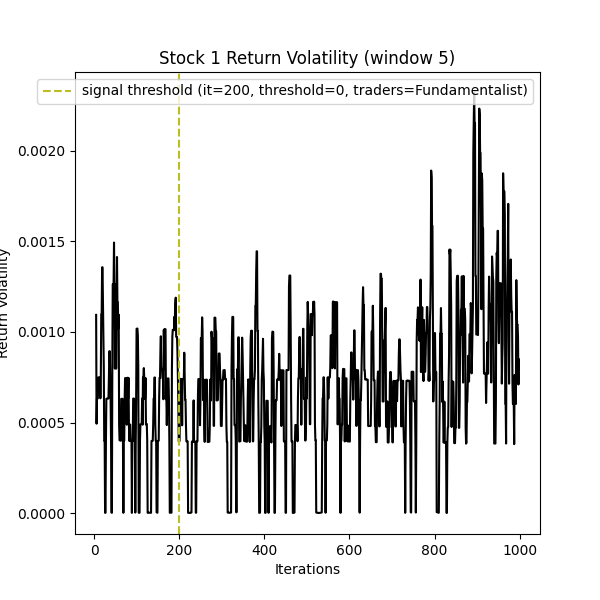 Stock 1 Return Volatility (window 5)
signal threshold (it=200, threshold=0, traders=Fundamentalist)
0.0020
0.0015
0.0010
0.0005
0.0000
Return Volatility
0 200 400 600 800 1000
Iterations